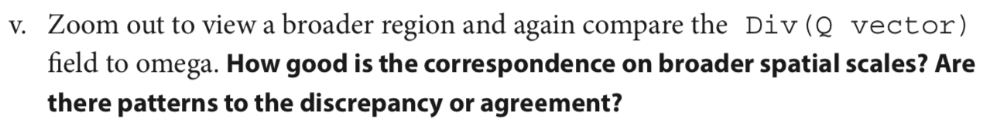 v. Zoom out to view a broader region and again compare the Div(Q vector)
field to omega. How good is the correspondence on broader spatial scales? Are
there patterns to the discrepancy or agreement?